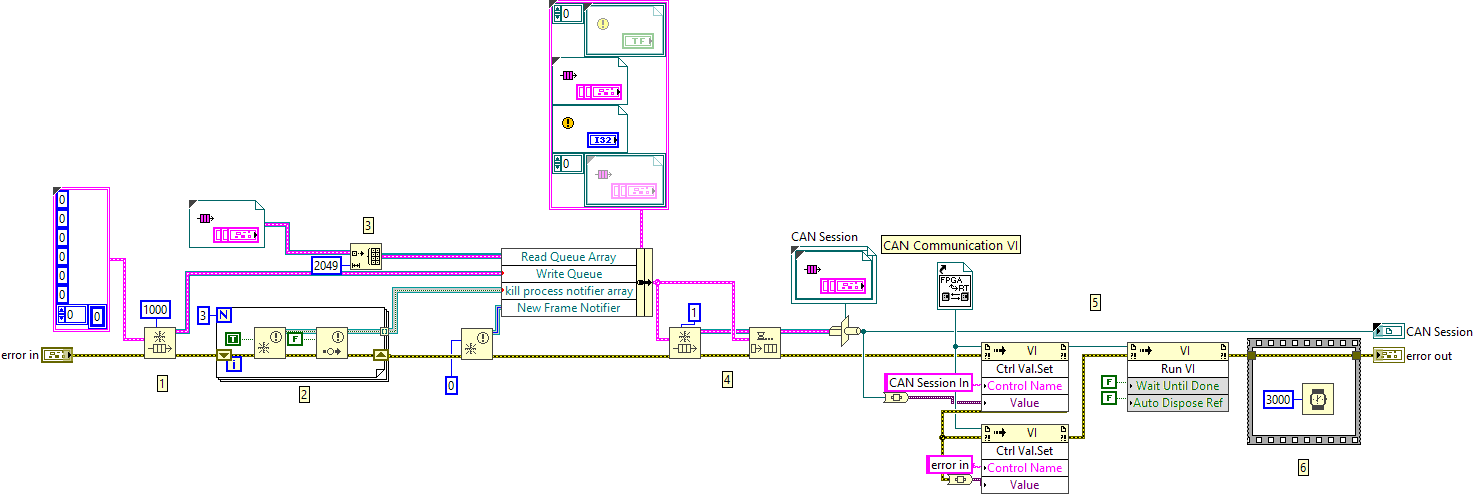 0
TF
I32
0
0
0
0
0
0
0
0
0
3
2049
Read Queue Array
Write Queue
kill process notifier array
New Frame Notifier
CAN Session
CAN Communication VI
FPGA
RT
1000
3
N
T
F
i
1
5
CAN Session
error in
error out
1
2
0
4
VI
Ctrl Val.Set
CAN Session In
Control Name
Value
VI
Run VI
F
Wait Until Done
F
Auto Dispose Ref
3000
VI
Ctrl Val.Set
error in
Control Name
Value
6